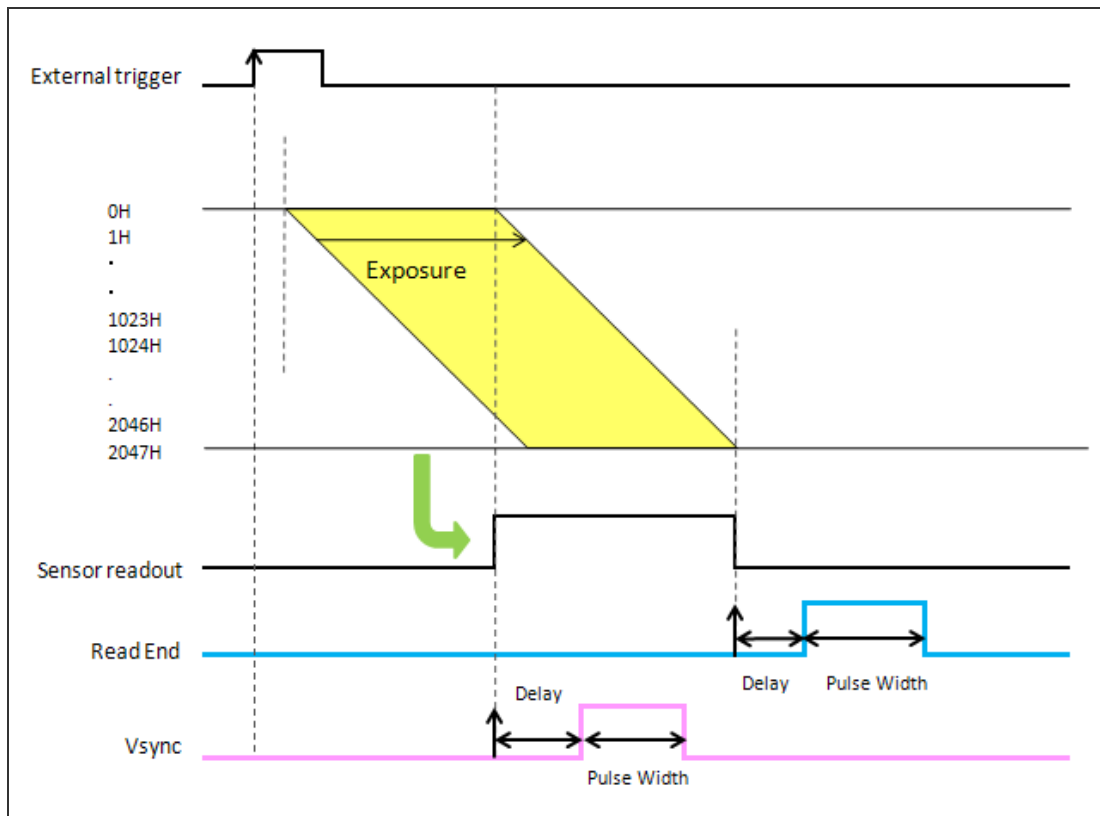 External trigger
0H
1H
.
.
1023H
1024H
.
.
2046H
2047H
Exposure
Sensor readout
Read End
Delay
Pulse Width
Delay
Vsync
Pulse Width